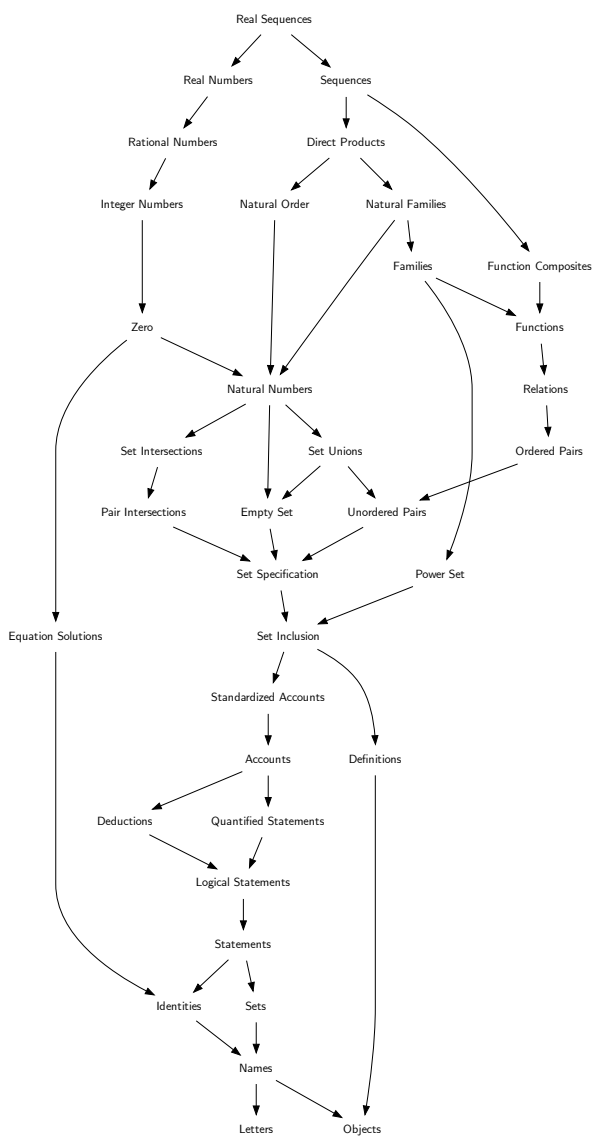 Real Sequences
Real Numbers
Sequences
Rational Numbers
Direct Products
Integer Numbers
Natural Order
Natural Families
Families
Function Composites
Zero
Functions
Natural Numbers
Relations
Set Intersections
Set Unions
Ordered Pairs
Pair Intersections
Empty Set
Unordered Pairs
Set Specification
Power Set
Equation Solutions
Set Inclusion
Standardized Accounts
Accounts
Definitions
Deductions
Quantified Statements
Logical Statements
Statements
Identities
Sets
Names
Letters
Objects